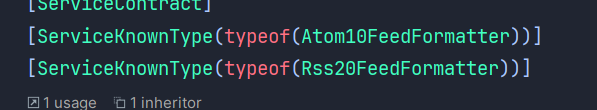 [ServiceContract]
[ServiceKnownType(typeof(Atom10FeedFormatter))]
[ServiceKnownType(typeof(Rss20FeedFormatter))]
1 usage 1 inheritor